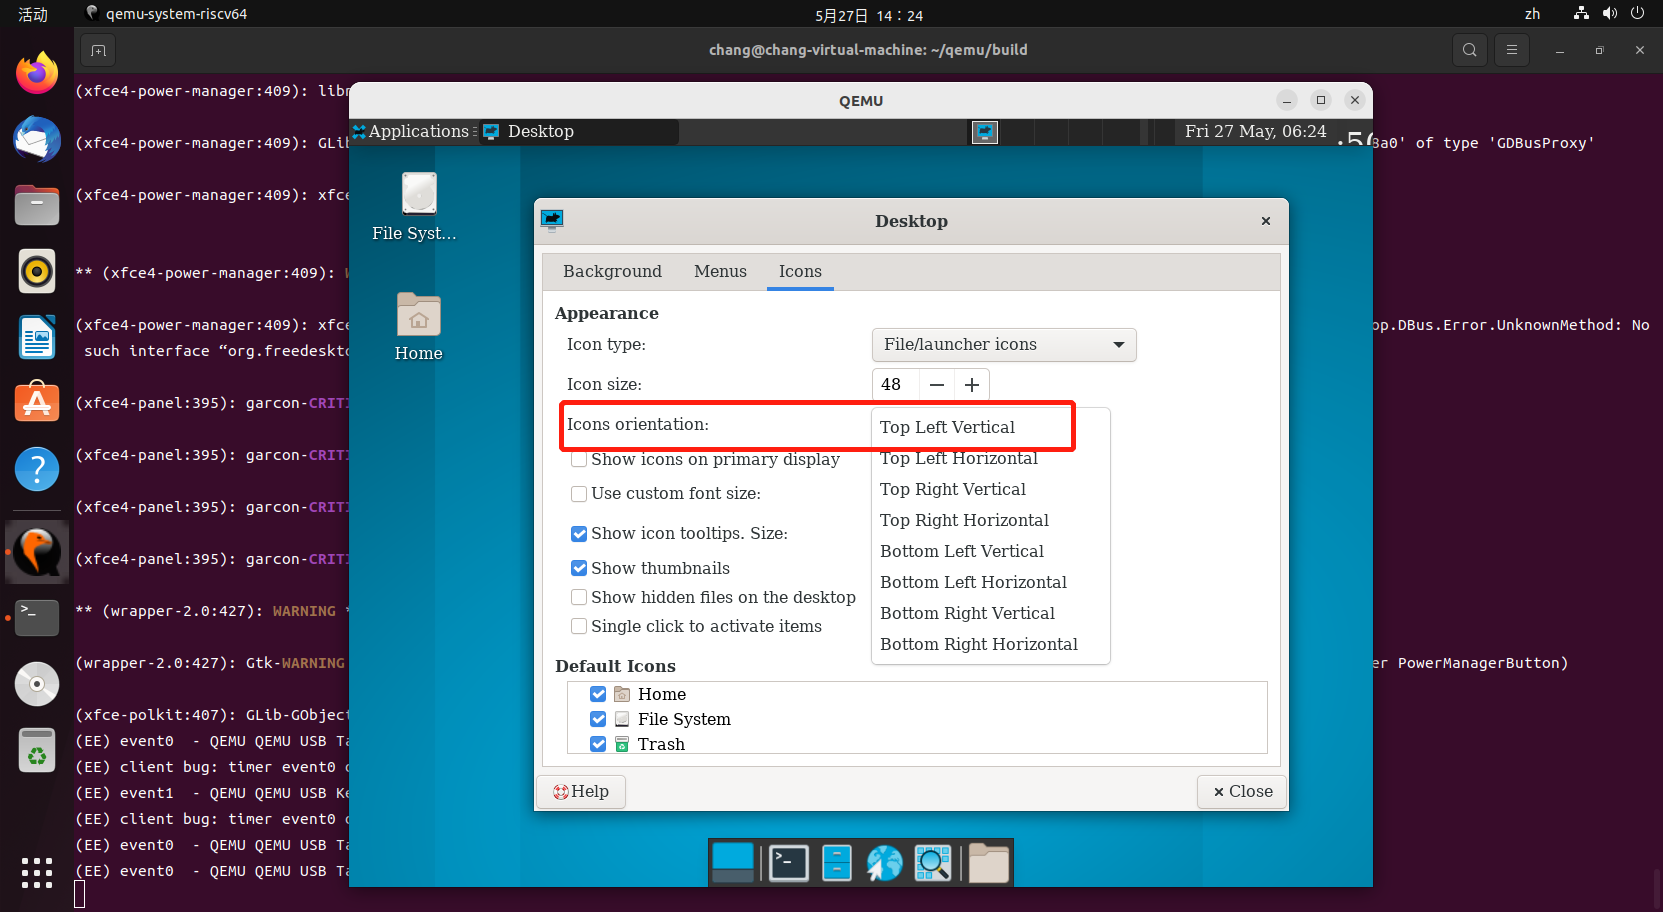 活动
qemu-system-riscv64
5月27日 14：24
zh
chang@chang-virtual-machine: ~/qemu/build
(xfce4-power-manager:409):
QEMU
Applications
Desktop
Fri 27 May, 06:24
(xfce4-power-manager:409): GLib
8a0' of type 'GDBusProxy'
(xfce4-power-manager:409): xfce
File Syst...
Desktop
** (xfce4-power-manager:409):
Background
Menus
Icons
Appearance
(xfce4-power-manager:409): xfce
op.DBus.Error.UnknownMethod: No
such interface “org.freedeskto
Home
Icon type:
File/launcher icons
Icon size:
48
(xfce4-panel:395): garcon-CRITI
Icons orientation:
Top Left Vertical
(xfce4-panel:395): garcon-CRITI
Show icons on primary display
Top Left Horizontal
Use custom font size:
Top Right Vertical
(xfce4-panel:395): garcon-CRITI
Top Right Horizontal
Show icon tooltips. Size:
Bottom Left Vertical
(xfce4-panel:395): garcon-CRITI
Show thumbnails
Bottom Left Horizontal
Show hidden files on the desktop
Bottom Right Vertical
** (wrapper-2.0:427): WARNING *
Single click to activate items
Bottom Right Horizontal
(wrapper-2.0:427): Gtk-WARNING
er PowerManagerButton)
Default Icons
Home
File System
Trash
(xfce-polkit:407): GLib-GObject
(EE) event0 - QEMU QEMU USB Ta
(EE) client bug: timer event0
(EE) event1 - QEMU QEMU USB Ke
Help
Close
(EE) client bug: timer event0
(EE) event0 - QEMU QEMU USB Ta
(EE) event0 - QEMU QEMU USB Ta